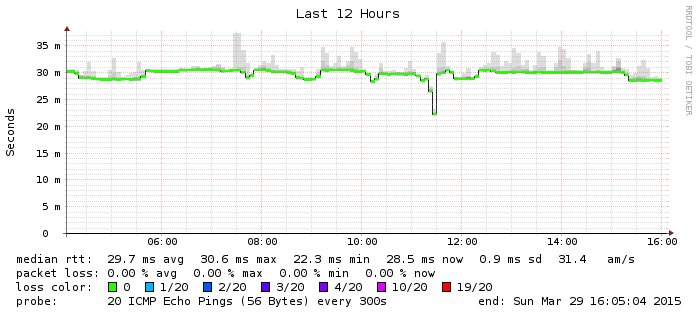 Last 12 Hours
RRDTOOL / TOBI OETIKER
Seconds
35 m
30 m
25 m
20 m
15 m
10 m
5 m
0
06:00 08:00 10:00 12:00 14:00 16:00
median rtt: 29.7 ms avg 30.6 ms max 22.3 ms min 28.5 ms now 0.9 ms sd 31.4 am/s
packet loss: 0.00 % avg 0.00 % max 0.00 % min 0.00 % now
loss color: 0 1/20 2/20 3/20 4/20 10/20 19/20
probe: 20 ICMP Echo Pings (56 Bytes) every 300s end: Sun Mar 29 16:05:04 2015